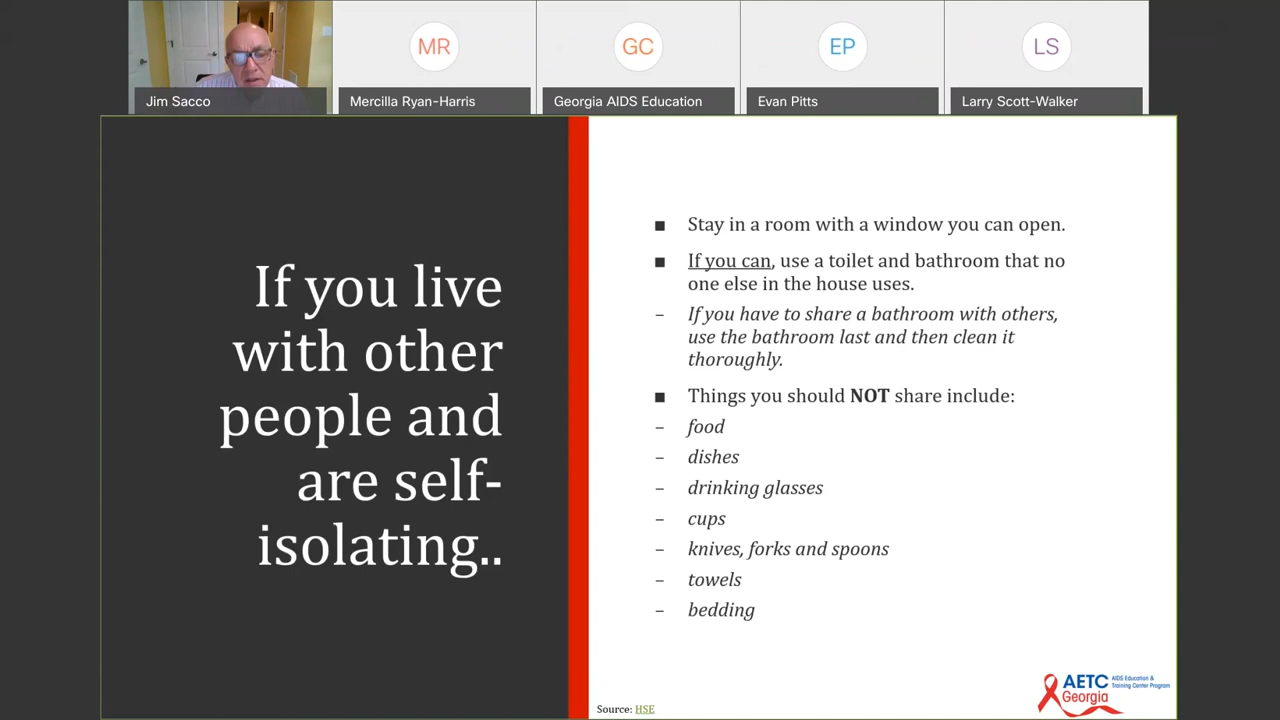 MR
GC
EP
LS
Jim Sacco
Mercilla Ryan-Harris
Georgia AIDS Education
Evan Pitts
Larry Scott-Walker
If you live
with other
people and
are self-
isolating..
■ Stay in a room with a window you can open.
■ If you can, use a toilet and bathroom that no
one else in the house uses.
– If you have to share a bathroom with others,
use the bathroom last and then clean it
thoroughly.
■ Things you should NOT share include:
– food
– dishes
– drinking glasses
– cups
– knives, forks and spoons
– towels
– bedding
AETC AIDS Education &
Training Center Program
Georgia
Source: HSE